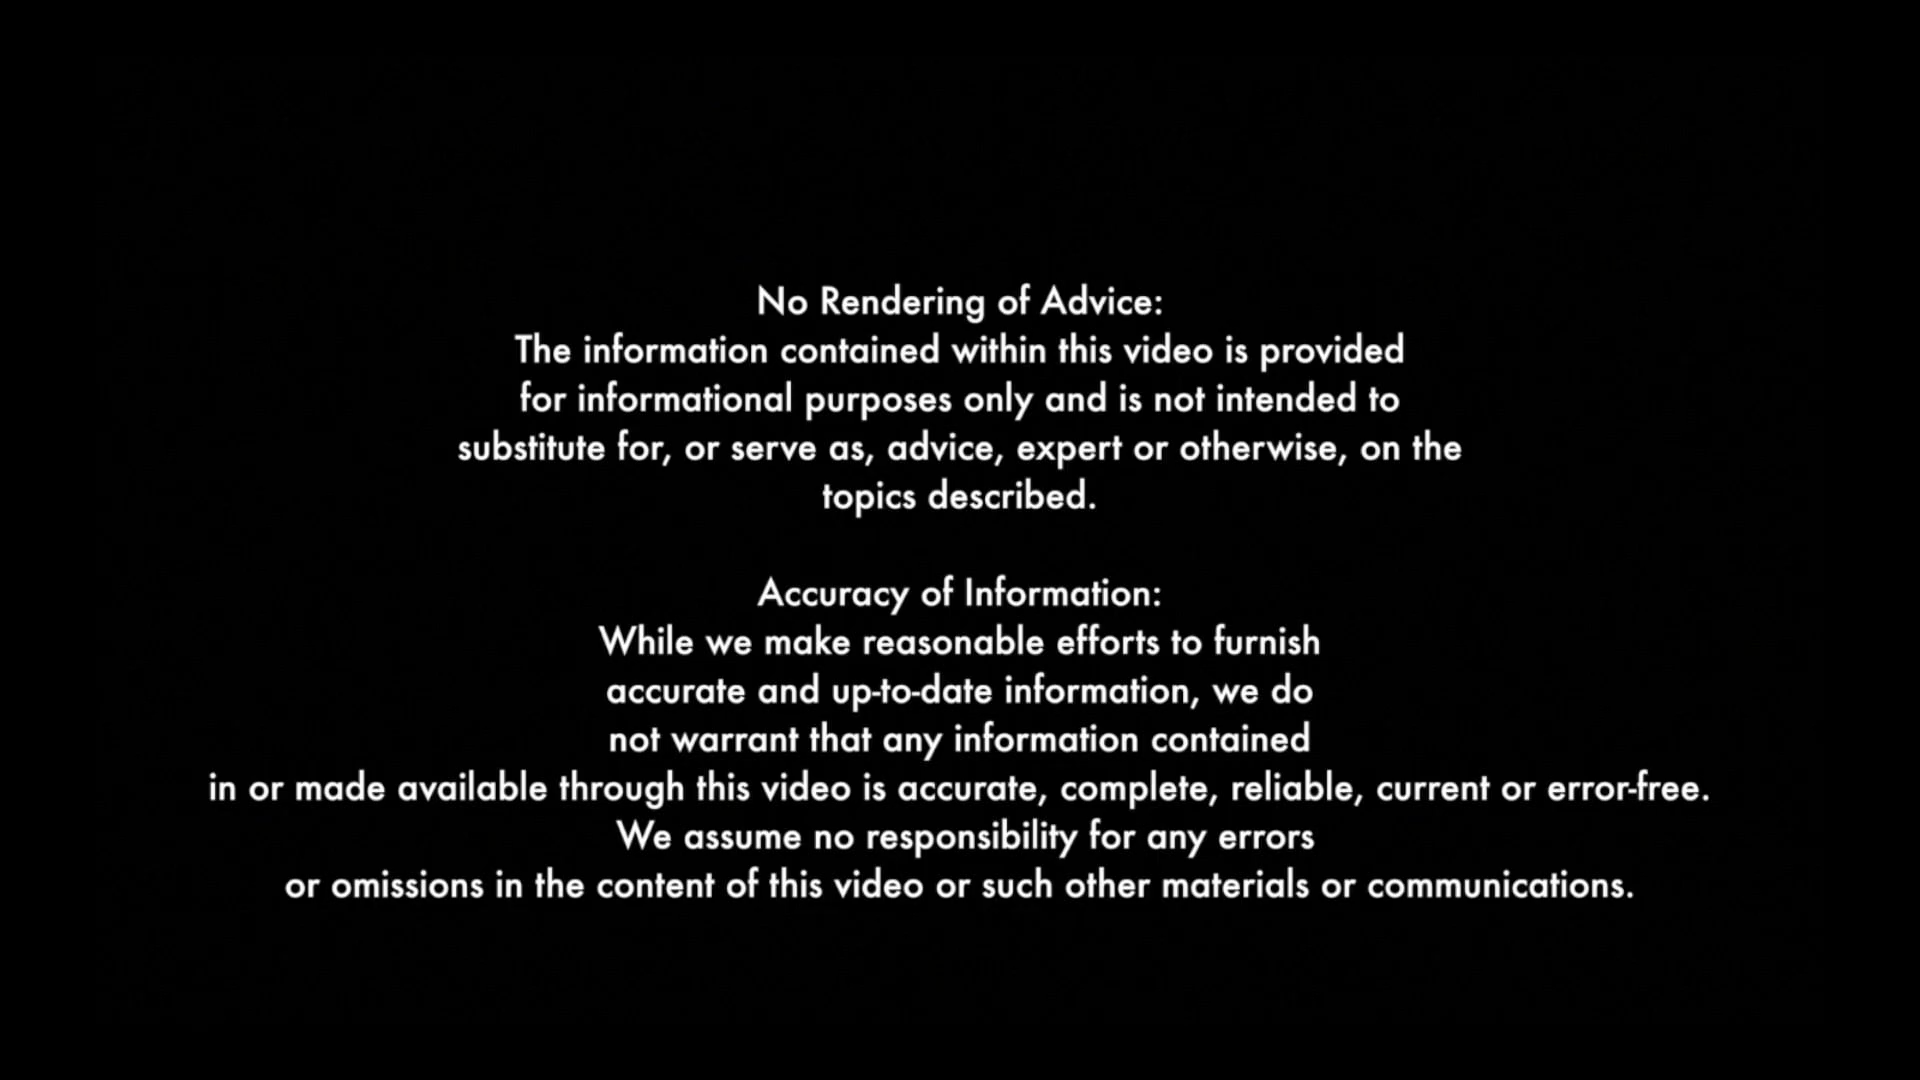 No Rendering of Advice:
The information contained within this video is provided
for informational purposes only and is not intended to
substitute for, or serve as, advice, expert or otherwise, on the
topics described.
Accuracy of Information:
While we make reasonable efforts to furnish
accurate and up-to-date information, we do
not warrant that any information contained
in or made available through this video is accurate, complete, reliable, current or error-free.
We assume no responsibility for any errors
or omissions in the content of this video or such other materials or communications.